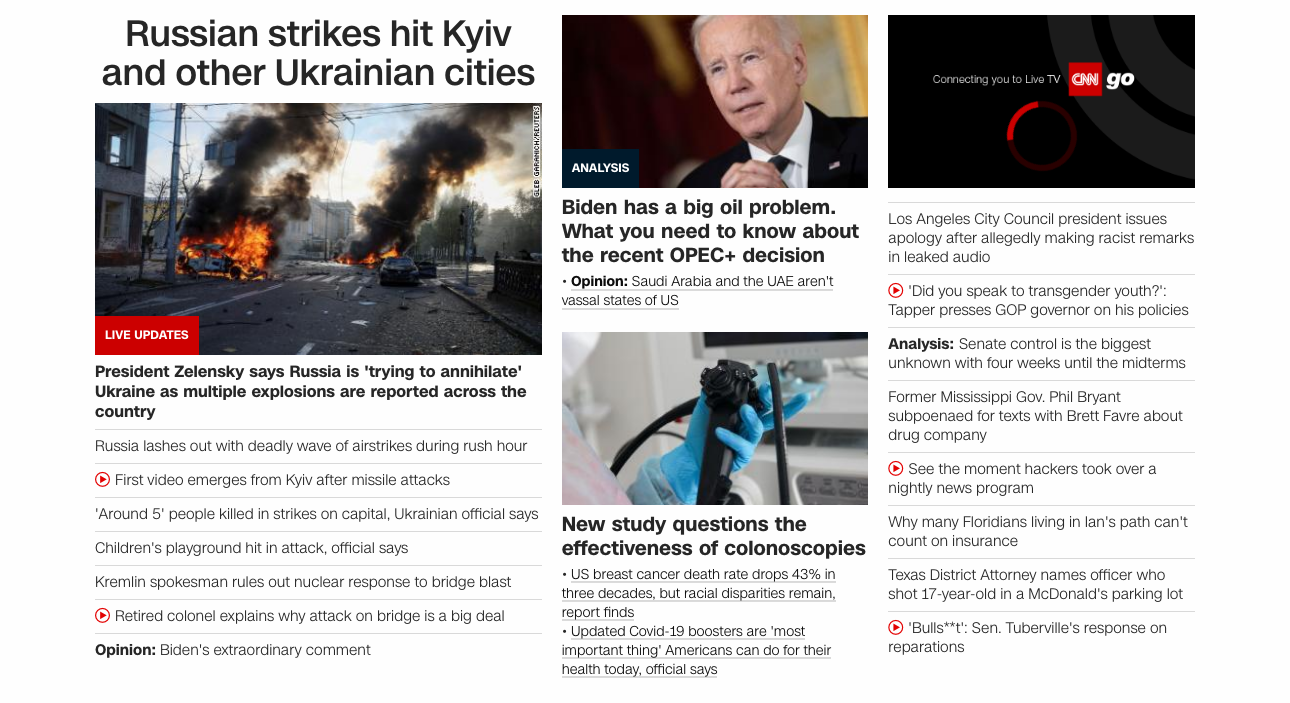 Russian strikes hit Kyiv
and other Ukrainian cities
GLEB GARANICH/REUTERS
LIVE UPDATES
President Zelensky says Russia is 'trying to annihilate'
Ukraine as multiple explosions are reported across the
country
Russia lashes out with deadly wave of airstrikes during rush hour
First video emerges from Kyiv after missile attacks
'Around 5' people killed in strikes on capital, Ukrainian official says
Children's playground hit in attack, official says
Kremlin spokesman rules out nuclear response to bridge blast
Retired colonel explains why attack on bridge is a big deal
Opinion: Biden's extraordinary comment
ANALYSIS
Biden has a big oil problem.
What you need to know about
the recent OPEC+ decision
• Opinion: Saudi Arabia and the UAE aren't
vassal states of US
New study questions the
effectiveness of colonoscopies
• US breast cancer death rate drops 43% in
three decades, but racial disparities remain,
report finds
• Updated Covid-19 boosters are 'most
important thing' Americans can do for their
health today, official says
Connecting you to Live TV CNN go
Los Angeles City Council president issues
apology after allegedly making racist remarks
in leaked audio
'Did you speak to transgender youth?':
Tapper presses GOP governor on his policies
Analysis: Senate control is the biggest
unknown with four weeks until the midterms
Former Mississippi Gov. Phil Bryant
subpoenaed for texts with Brett Favre about
drug company
See the moment hackers took over a
nightly news program
Why many Floridians living in Ian's path can't
count on insurance
Texas District Attorney names officer who
shot 17-year-old in a McDonald's parking lot
'Bulls**t': Sen. Tuberville's response on
reparations